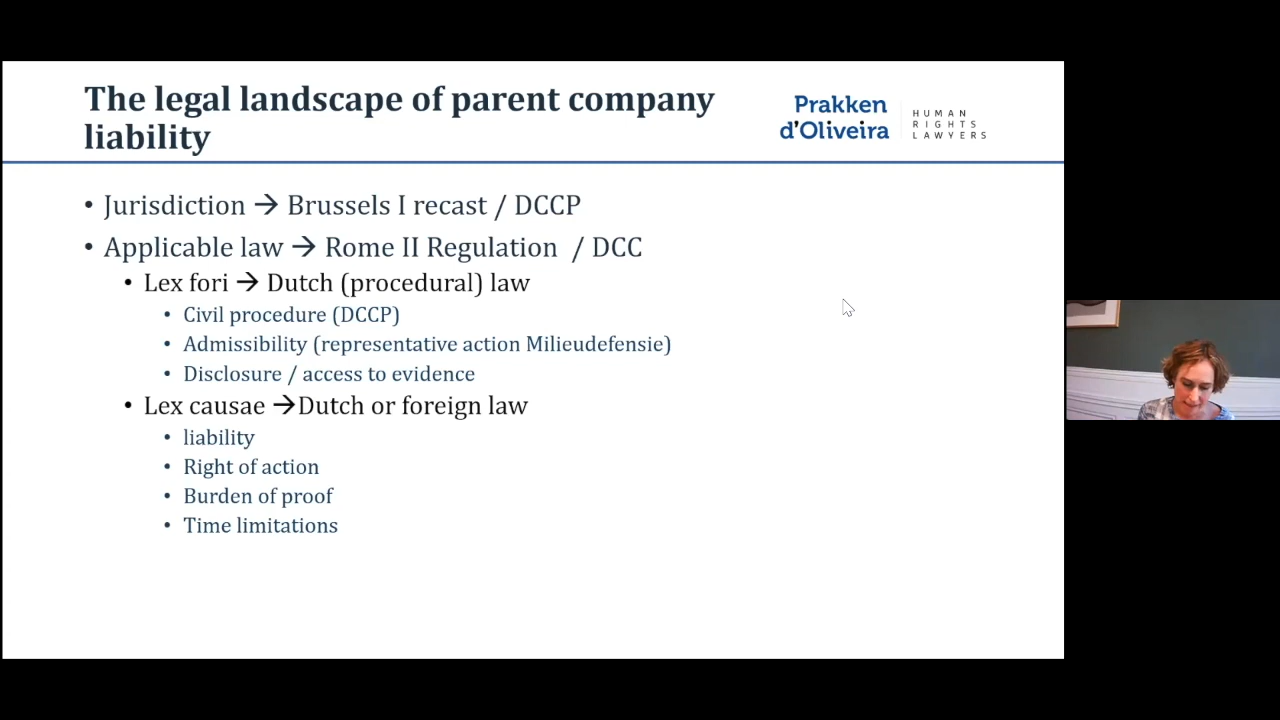 The legal landscape of parent company
liability
Prakken
d'Oliveira
HUMAN
RIGHTS
LAWYERS
• Jurisdiction → Brussels I recast / DCCP
• Applicable law → Rome II Regulation / DCC
• Lex fori → Dutch (procedural) law
• Civil procedure (DCCP)
• Admissibility (representative action Milieudefensie)
• Disclosure / access to evidence
• Lex causae →Dutch or foreign law
• liability
• Right of action
• Burden of proof
• Time limitations